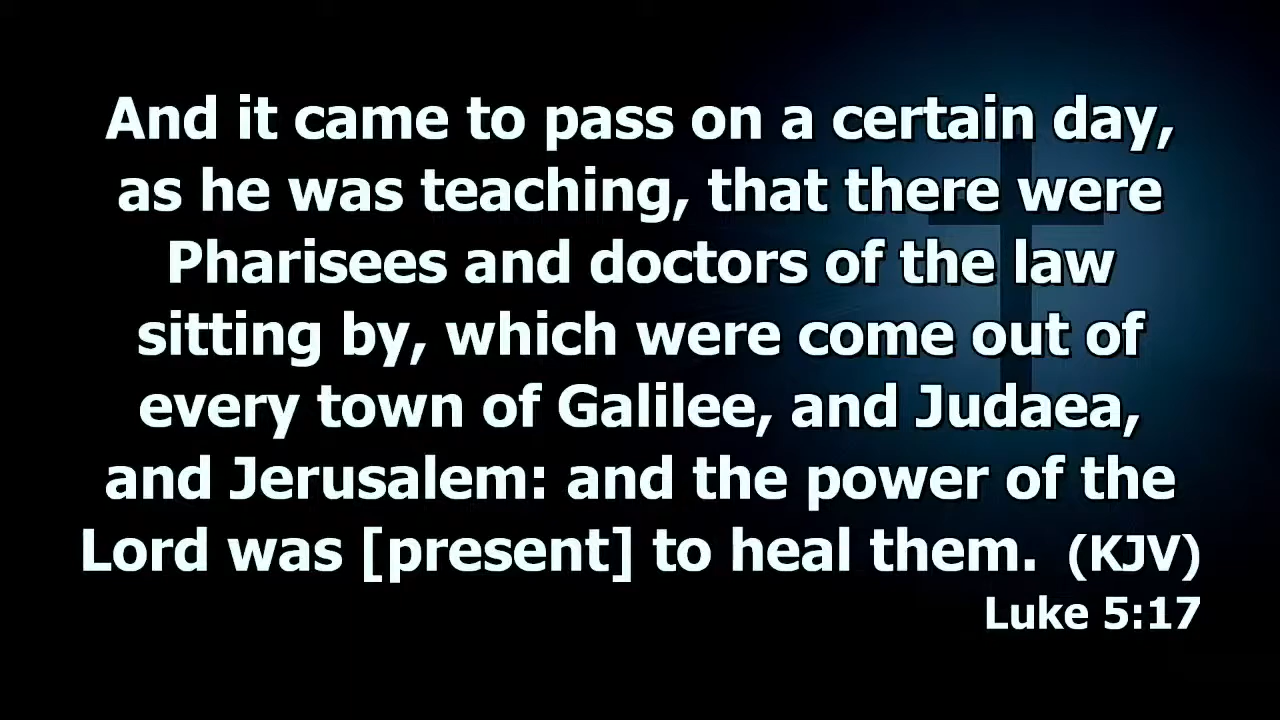 And it came to pass on a certain day,
as he was teaching, that there were
Pharisees and doctors of the law
sitting by, which were come out of
every town of Galilee, and Judaea,
and Jerusalem: and the power of the
Lord was [present] to heal them. (KJV)
Luke 5:17